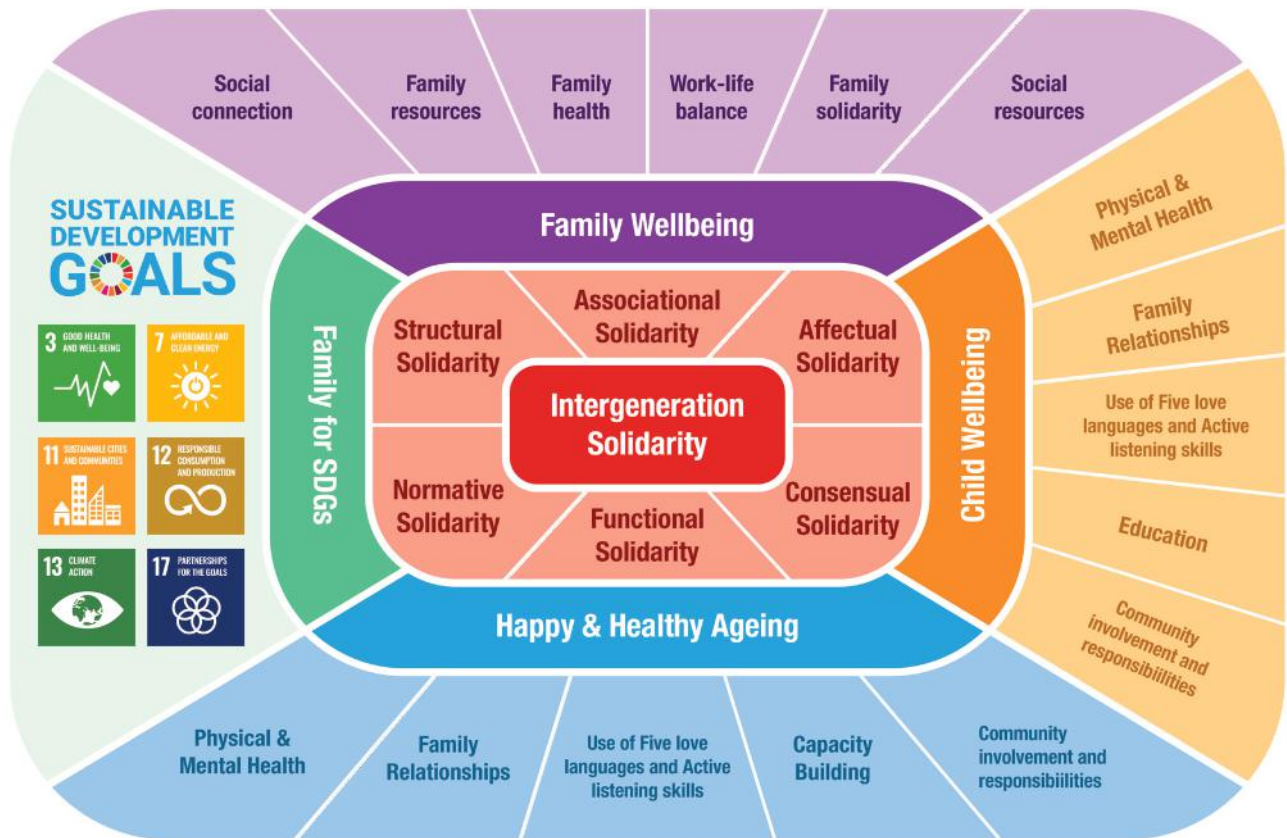 Social
connection
Family
resources
Family
health
Work-life
balance
Family
solidarity
Social
resources
SUSTAINABLE
DEVELOPMENT
GOALS
3 GOOD HEALTH
AND WELL-BEING
7 AFFORDABLE AND
CLEAN ENERGY
11 SUSTAINABLE CITIES
AND COMMUNITIES
12 RESPONSIBLE
CONSUMPTION
AND PRODUCTION
13 CLIMATE
ACTION
17 PARTNERSHIPS
FOR THE GOALS
Family for SDGs
Family Wellbeing
Structural
Solidarity
Associational
Solidarity
Affectual
Solidarity
Intergeneration
Solidarity
Normative
Solidarity
Functional
Solidarity
Consensual
Solidarity
Happy & Healthy Ageing
Child Wellbeing
Physical &
Mental Health
Family
Relationships
Use of Five love
languages and Active
listening skills
Education
Community
involvement and
responsibiilities
Physical &
Mental Health
Family
Relationships
Use of Five love
languages and Active
listening skills
Capacity
Building
Community
involvement and
responsibiilities